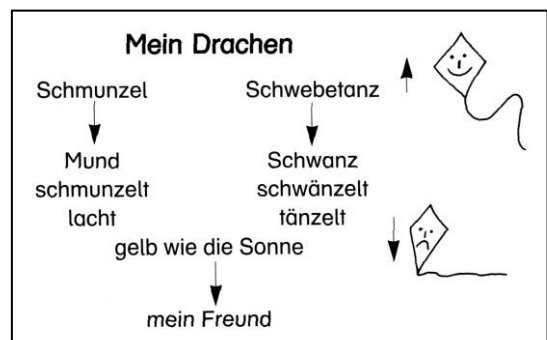 Mein Drachen
Schmunzel Schwebetanz
Mund Schwanz
schmunzelt schwänzelt
lacht tänzelt
gelb wie die Sonne
mein Freund